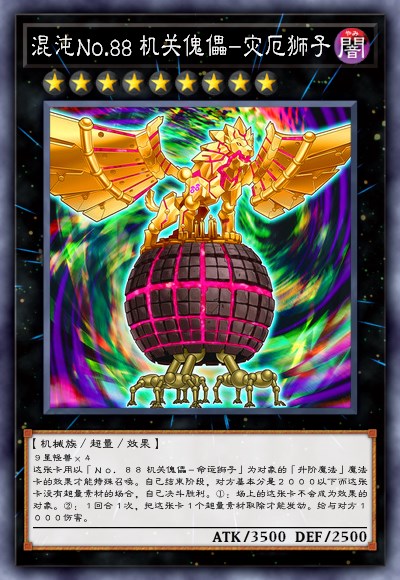 混沌No.88 机关傀儡-灾厄狮子
闇
やみ
88
【机械族/超量/效果】
9星怪兽×4
这张卡用以「No.88机关傀儡-命运狮子」为对象的「升阶魔法」魔法
卡的效果才能特殊召唤。自己结束阶段，对方基本分是2000以下而这张
卡没有超量素材的场合，自己决斗胜利。①：场上的这张卡不会成为效果的
对象。②：1回合1次，把这张卡1个超量素材取除才能发动。给与对方1
000伤害。
ATK/3500 DEF/2500